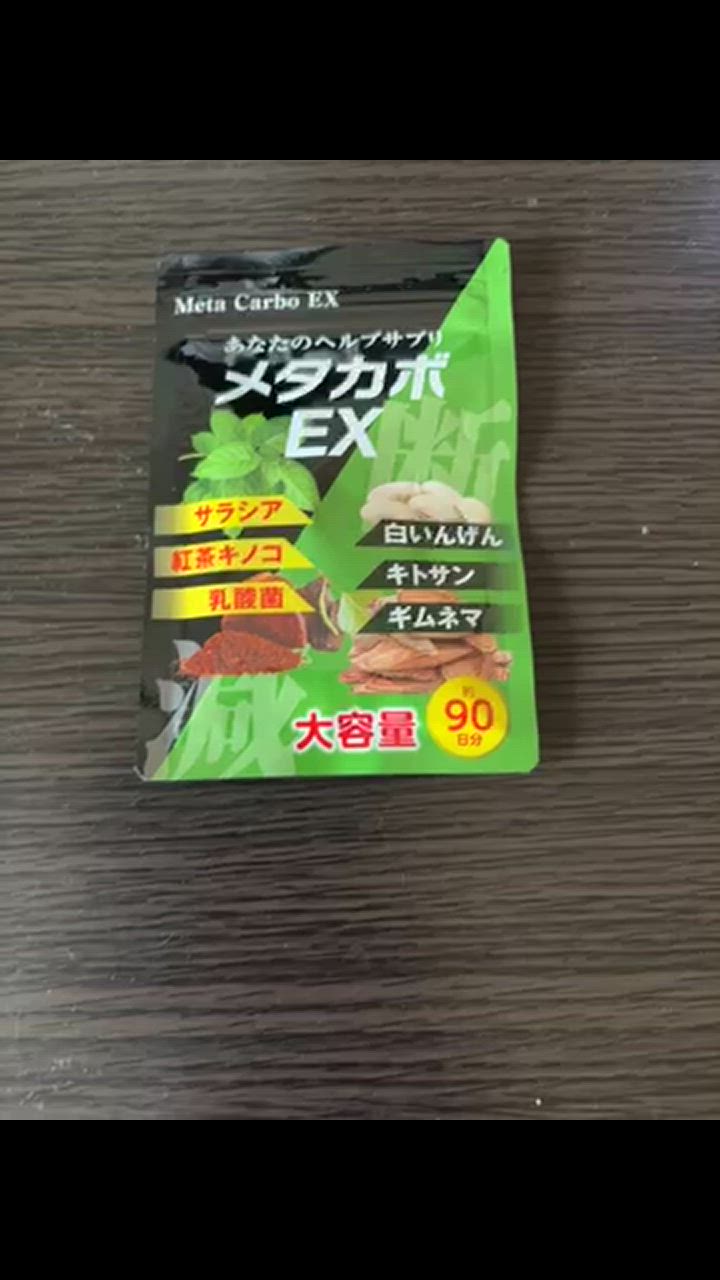 Meta Carbo EX
あなたのヘルプサプリ
メタカボ
EX
断
サラシア
紅茶キノコ
乳酸菌
白いんげん
キトサン
ギムネマ
減
大容量
約
90
日分